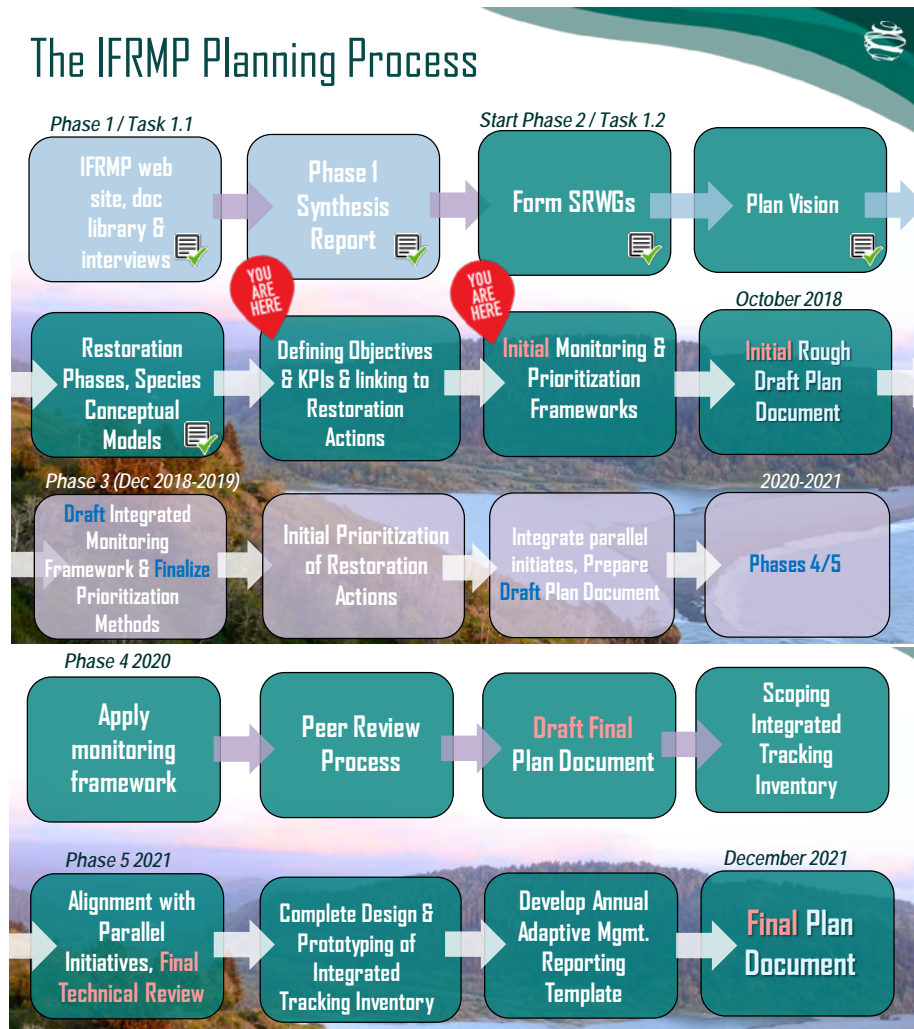 The IFRMP Planning Process
Phase 1 / Task 1.1
Start Phase 2 / Task 1.2
IFRMP web
site, doc
library &
interviews
Phase 1
Synthesis
Report
Form SRWGs
Plan Vision
YOU
ARE
HERE
YOU
ARE
HERE
October 2018
Restoration
Phases, Species
Conceptual
Models
Defining Objectives
& KPIs & linking to
Restoration
Actions
Initial Monitoring &
Prioritization
Frameworks
Initial Rough
Draft Plan
Document
Phase 3 (Dec 2018-2019)
2020-2021
Draft Integrated
Monitoring
Framework & Finalize
Prioritization
Methods
Initial Prioritization
of Restoration
Actions
Integrate parallel
initiates, Prepare
Draft Plan Document
Phases 4/5
Phase 4 2020
Apply
monitoring
framework
Peer Review
Process
Draft Final
Plan Document
Scoping
Integrated
Tracking
Inventory
Phase 5 2021
December 2021
Alignment with
Parallel
Initiatives, Final
Technical Review
Complete Design &
Prototyping of
Integrated
Tracking Inventory
Develop Annual
Adaptive Mgmt.
Reporting
Template
Final Plan
Document